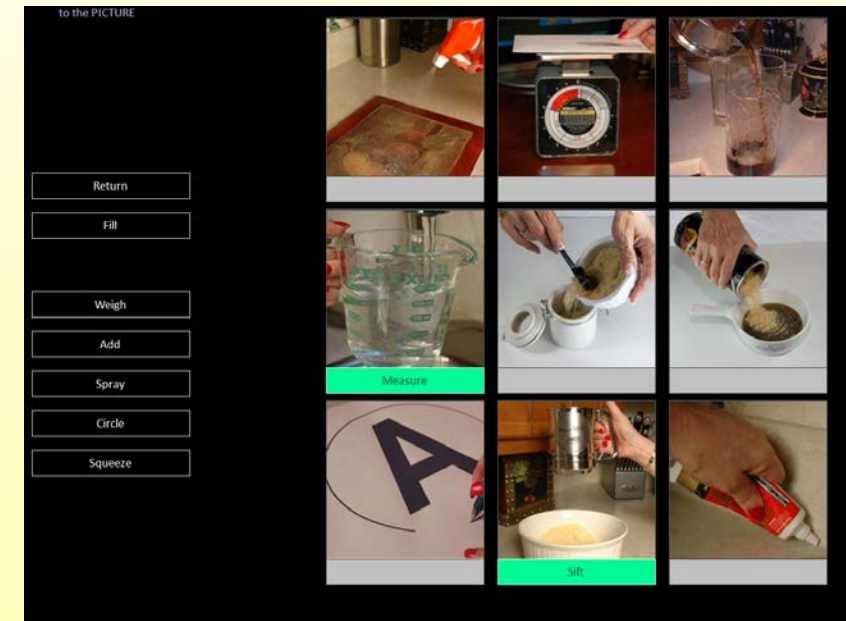 to the PICTURE
Return
Fill
Weigh
Add
Spray
Circle
Squeeze
Measure
A
Sift